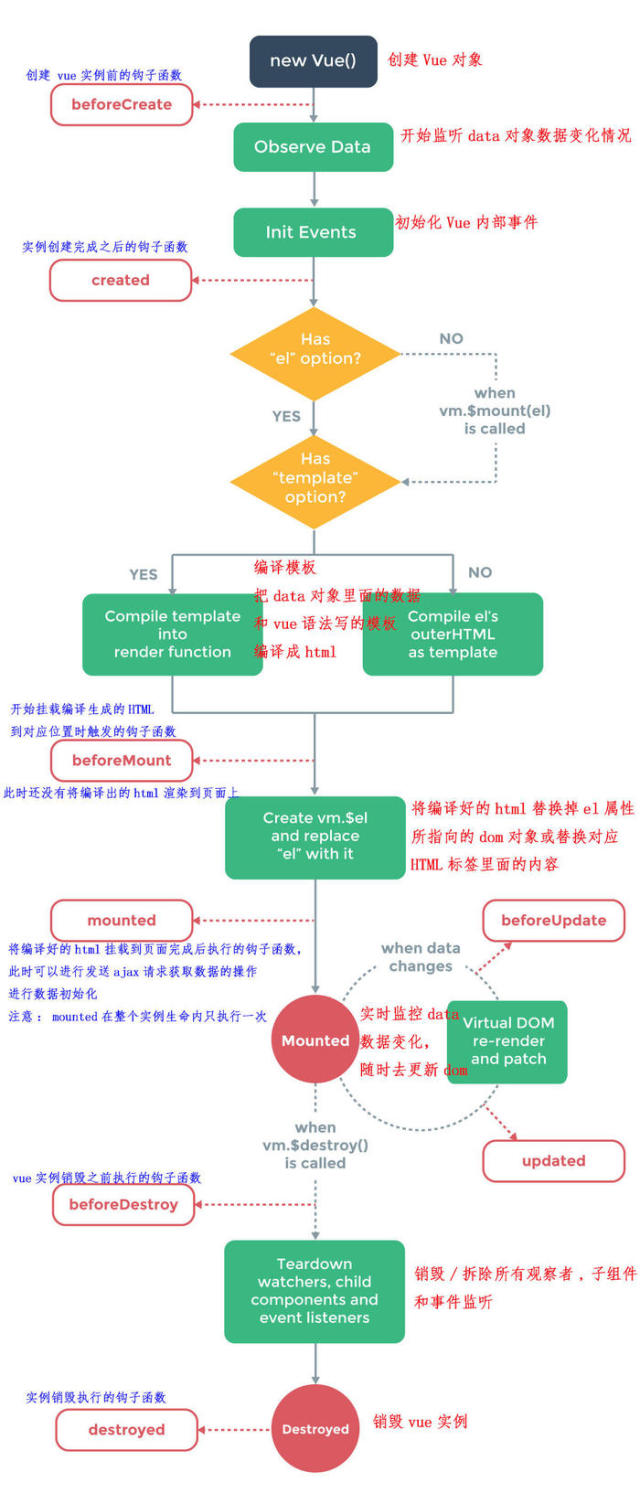 new Vue()
创建 Vue 对象
创建 vue 实例前的钩子函数
beforeCreate
Observe Data
开始监听 data 对象数据变化情况
Init Events
初始化 Vue 内部事件
实例创建完成之后的钩子函数
created
Has
“el” option?
NO
when
vm.$mount(el)
is called
YES
Has
“template”
option?
YES
NO
Compile template
into
render function
编译模板
把 data 对象里面的数据
和 vue 语法写的模板
编译成 html
Compile el's
outerHTML
as template
开始挂载编译生成的 HTML
到对应位置时触发的钩子函数
beforeMount
此时还没有将编译出的 html 渲染到页面上
Create vm.$el
and replace
“el” with it
将编译好的 html 替换掉 el 属性
所指向的 dom 对象或替换对应
HTML 标签里面的内容
mounted
将编译好的 html 挂载到页面完成后执行的钩子函数，
此时可以进行发送 ajax 请求获取数据的操作
进行数据初始化
注意： mounted 在整个实例生命内只执行一次
beforeUpdate
when data
changes
Mounted
实时监控 data
数据变化，
随时去更新 dom
Virtual DOM
re-render
and patch
updated
when
vm.$destroy()
is called
vue 实例销毁之前执行的钩子函数
beforeDestroy
Teardown
watchers, child
components and
event listeners
销毁 / 拆除所有观察者，子组件
和事件监听
实例销毁执行的钩子函数
destroyed
Destroyed
销毁 vue 实例